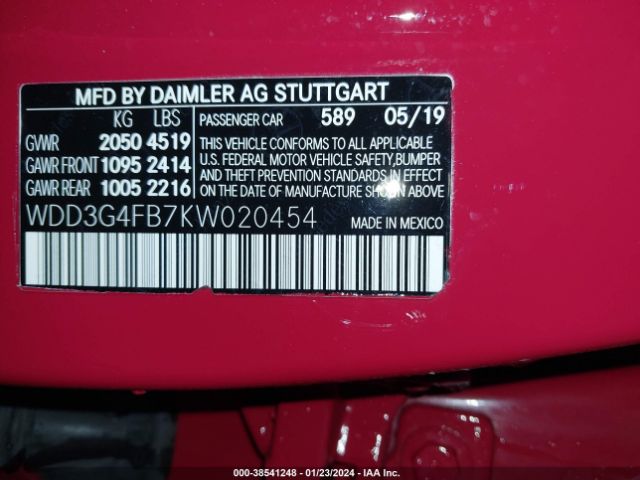 MFD BY DAIMLER AG STUTTGART
KG LBS PASSENGER CAR 589 05/19
GVWR 2050 4519
GAWR FRONT 1095 2414
GAWR REAR 1005 2216
THIS VEHICLE CONFORMS TO ALL APPLICABLE
U.S. FEDERAL MOTOR VEHICLE SAFETY, BUMPER
AND THEFT PREVENTION STANDARDS IN EFFECT ON
THE DATE OF MANUFACTURE SHOWN ABOVE.
WDD3G4FB7KW020454 MADE IN MEXICO
000-38541248 - 01/23/2024 - IAA Inc.